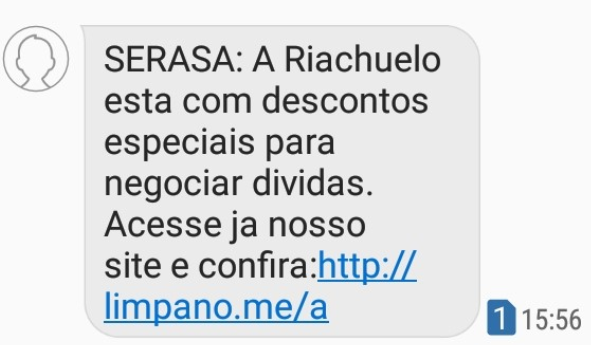 SERASA: A Riachuelo
esta com descontos
especiais para
negociar dividas.
Acesse ja nosso
site e confira:http://
limpano.me/a
1 15:56